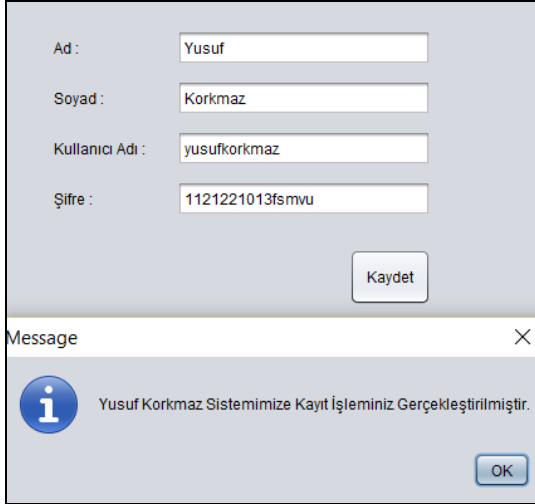 Ad : Yusuf
Soyad : Korkmaz
Kullanıcı Adı : yusufkorkmaz
Şifre : 1121221013fsmvu
Kaydet
Message
Yusuf Korkmaz Sistemimize Kayıt İşleminiz Gerçekleştirilmiştir.
OK